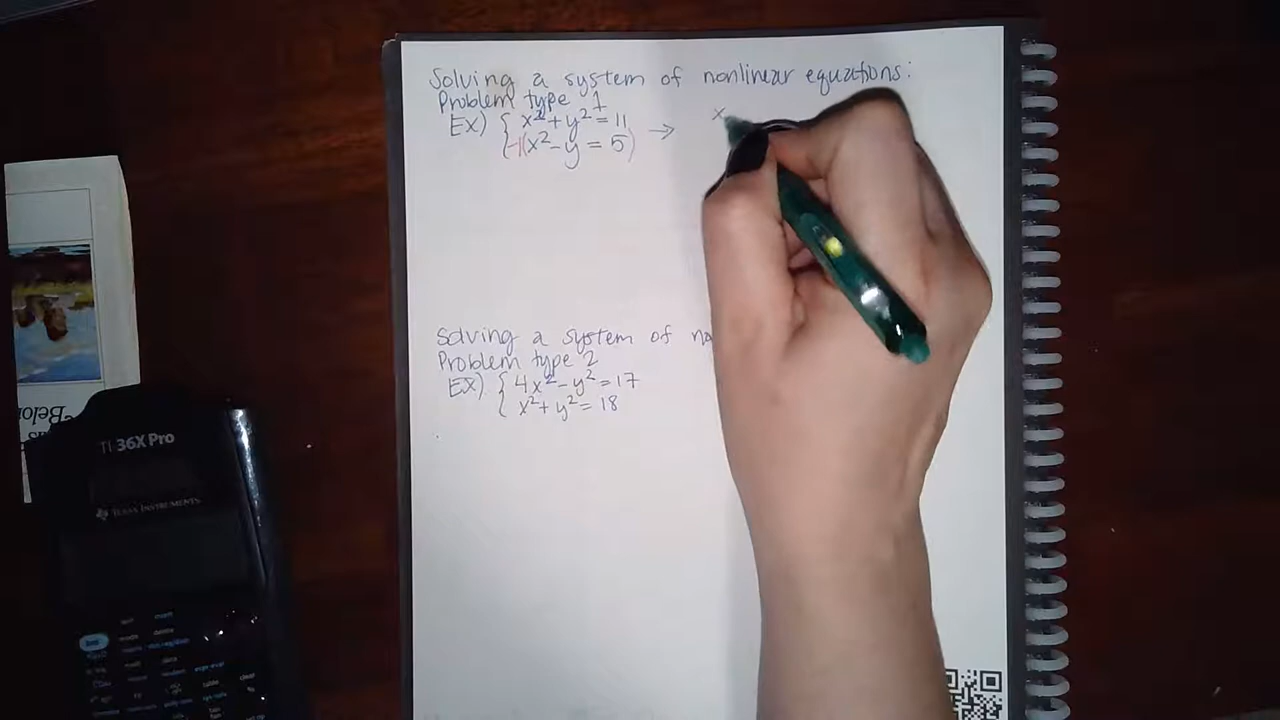 Solving a system of nonlinear equations:
Problem type 1
Ex) { x²+y²=11
-1(x²-y=5) →
x
Solving a system of
Problem type 2
Ex) { 4x²-y²=17
x²+y²=18
TI-36X Pro
TEXAS INSTRUMENTS